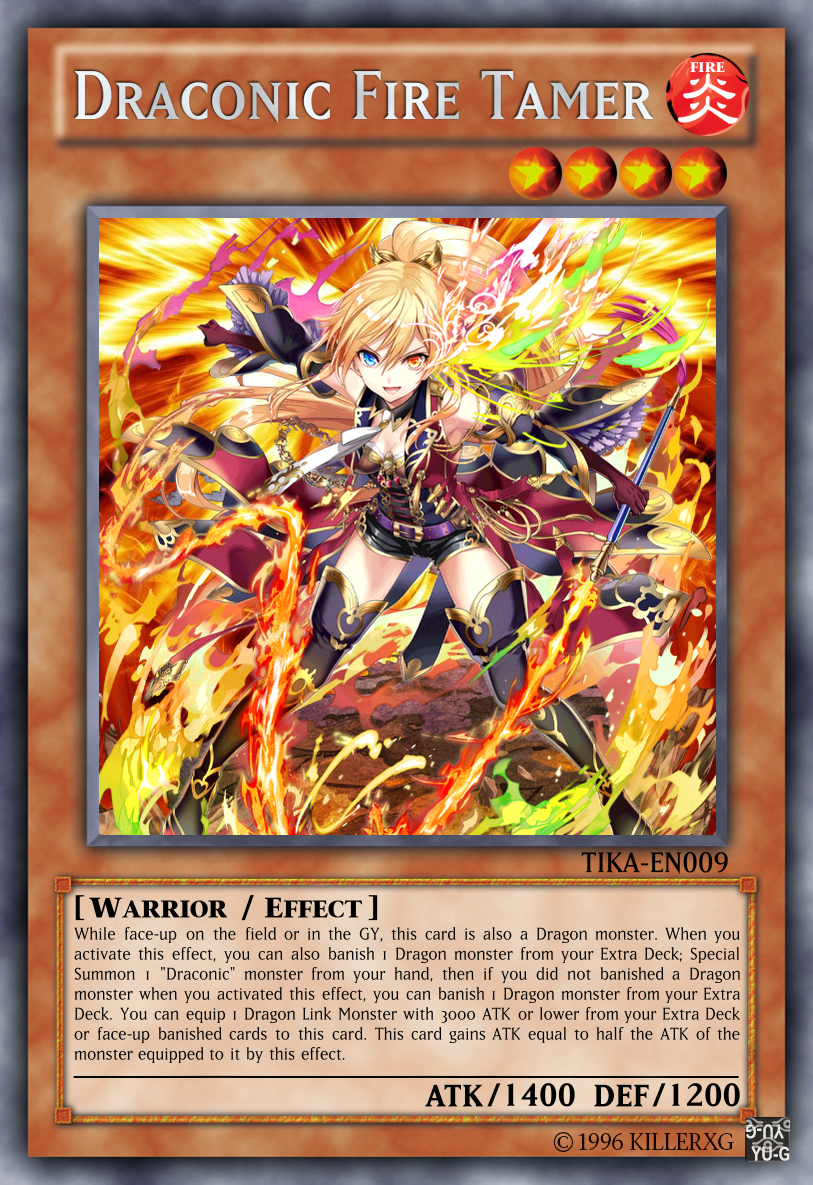 DRACONIC FIRE TAMER
FIRE
炎
TIKA-EN009
[ WARRIOR / EFFECT ]
While face-up on the field or in the GY, this card is also a Dragon monster. When you
activate this effect, you can also banish 1 Dragon monster from your Extra Deck; Special
Summon 1 "Draconic" monster from your hand, then if you did not banished a Dragon
monster when you activated this effect, you can banish 1 Dragon monster from your Extra
Deck. You can equip 1 Dragon Link Monster with 3000 ATK or lower from your Extra Deck
or face-up banished cards to this card. This card gains ATK equal to half the ATK of the
monster equipped to it by this effect.
ATK/1400 DEF/1200
© 1996 KILLERXG
YU-G
YU-G